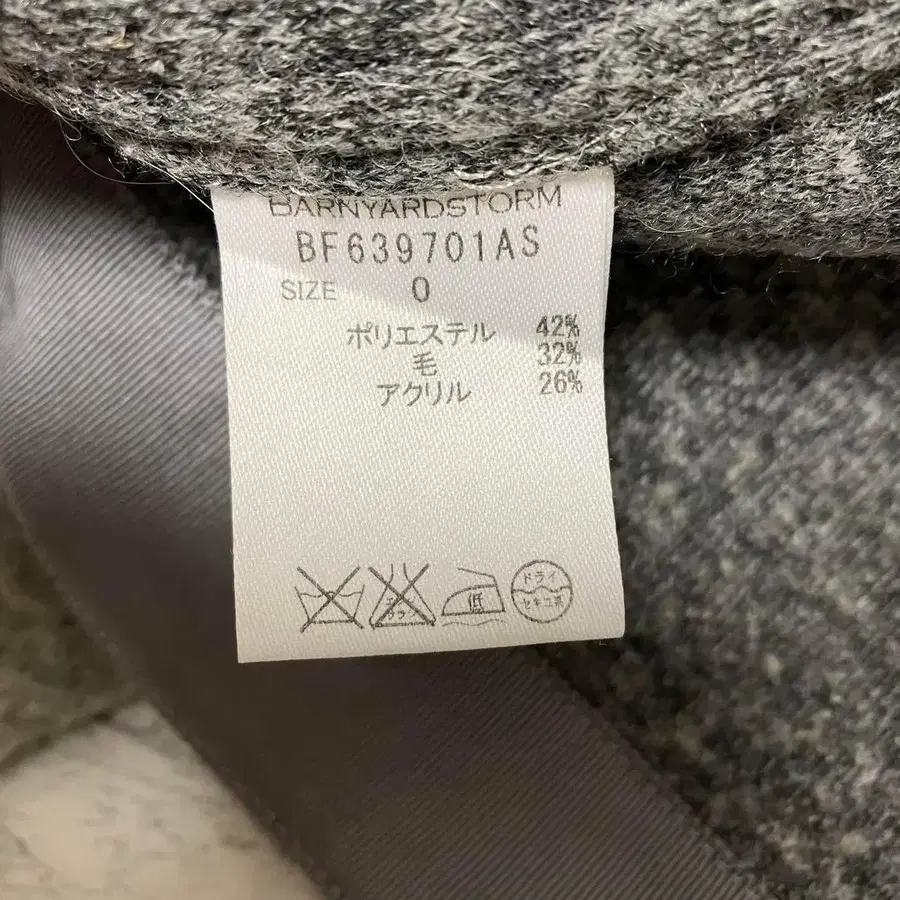 BARNYARDSTORM
BF639701AS
SIZE 0
ポリエステル 42%
毛 32%
アクリル 26%
低
ドライ
セキユ系